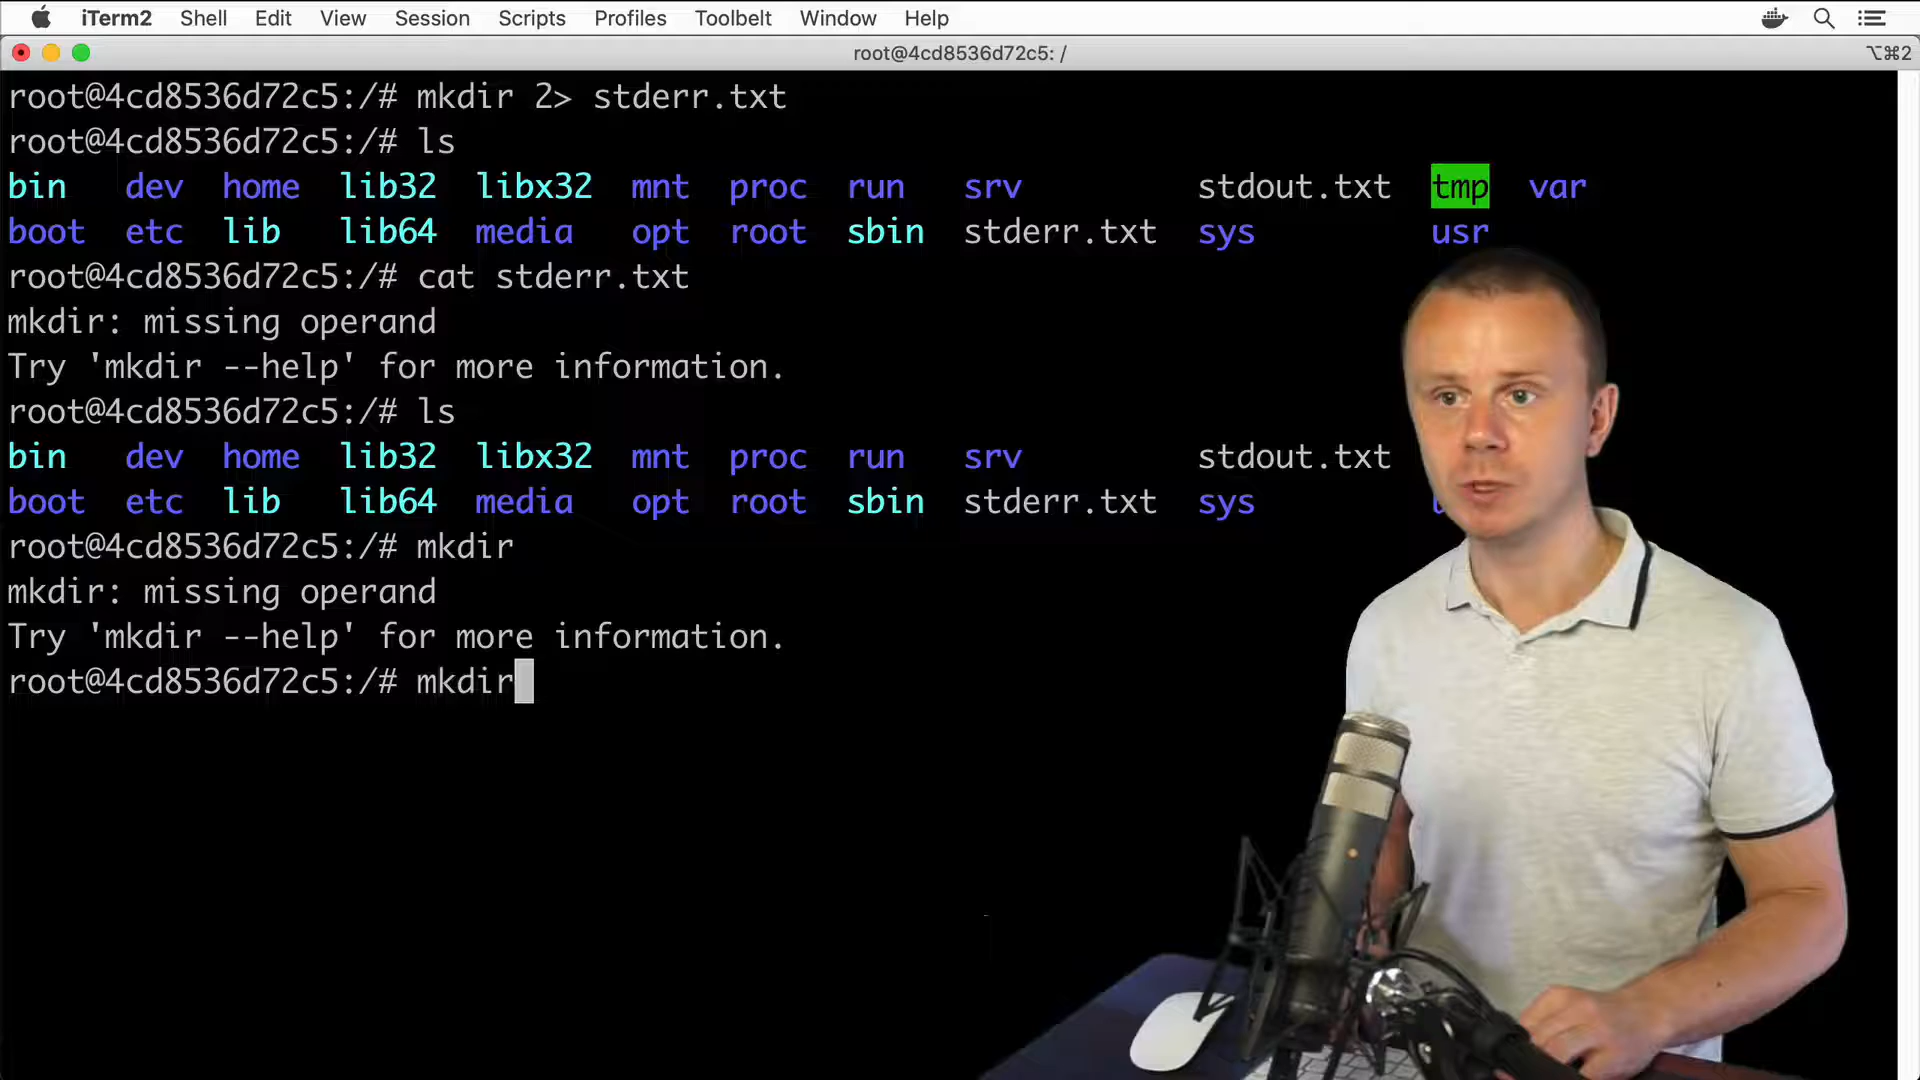 iTerm2 Shell Edit View Session Scripts Profiles Toolbelt Window Help
root@4cd8536d72c5: / ⌥⌘2
root@4cd8536d72c5:/# mkdir 2> stderr.txt
root@4cd8536d72c5:/# ls
bin dev home lib32 libx32 mnt proc run srv stdout.txt tmp var
boot etc lib lib64 media opt root sbin stderr.txt sys usr
root@4cd8536d72c5:/# cat stderr.txt
mkdir: missing operand
Try 'mkdir --help' for more information.
root@4cd8536d72c5:/# ls
bin dev home lib32 libx32 mnt proc run srv stdout.txt
boot etc lib lib64 media opt root sbin stderr.txt sys
root@4cd8536d72c5:/# mkdir
mkdir: missing operand
Try 'mkdir --help' for more information.
root@4cd8536d72c5:/# mkdir